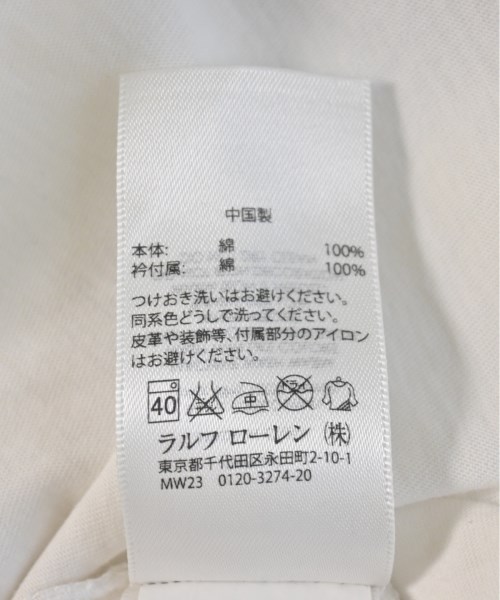 中国製
本体: 綿 100%
衿付属: 綿 100%
つけおき洗いはお避けください。
同系色どうしで洗ってください。
皮革や装飾等、付属部分のアイロン
はお避けください。
40 中 ドライ
ラルフ ローレン (株)
東京都千代田区永田町2-10-1
MW23 0120-3274-20